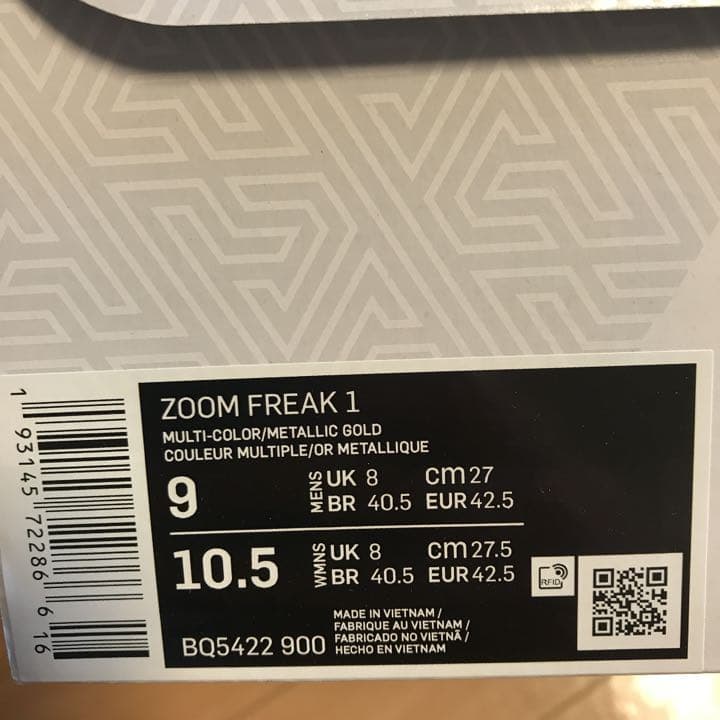 ZOOM FREAK 1
MULTI-COLOR/METALLIC GOLD
COULEUR MULTIPLE/OR METALLIQUE
9 MENS UK 8 cm 27
BR 40.5 EUR 42.5
10.5 WMNS UK 8 cm 27.5
BR 40.5 EUR 42.5
RFID
BQ5422 900
MADE IN VIETNAM /
FABRIQUE AU VIETNAM /
FABRICADO NO VIETNÃ /
HECHO EN VIETNAM
1 93145 72286 6 16